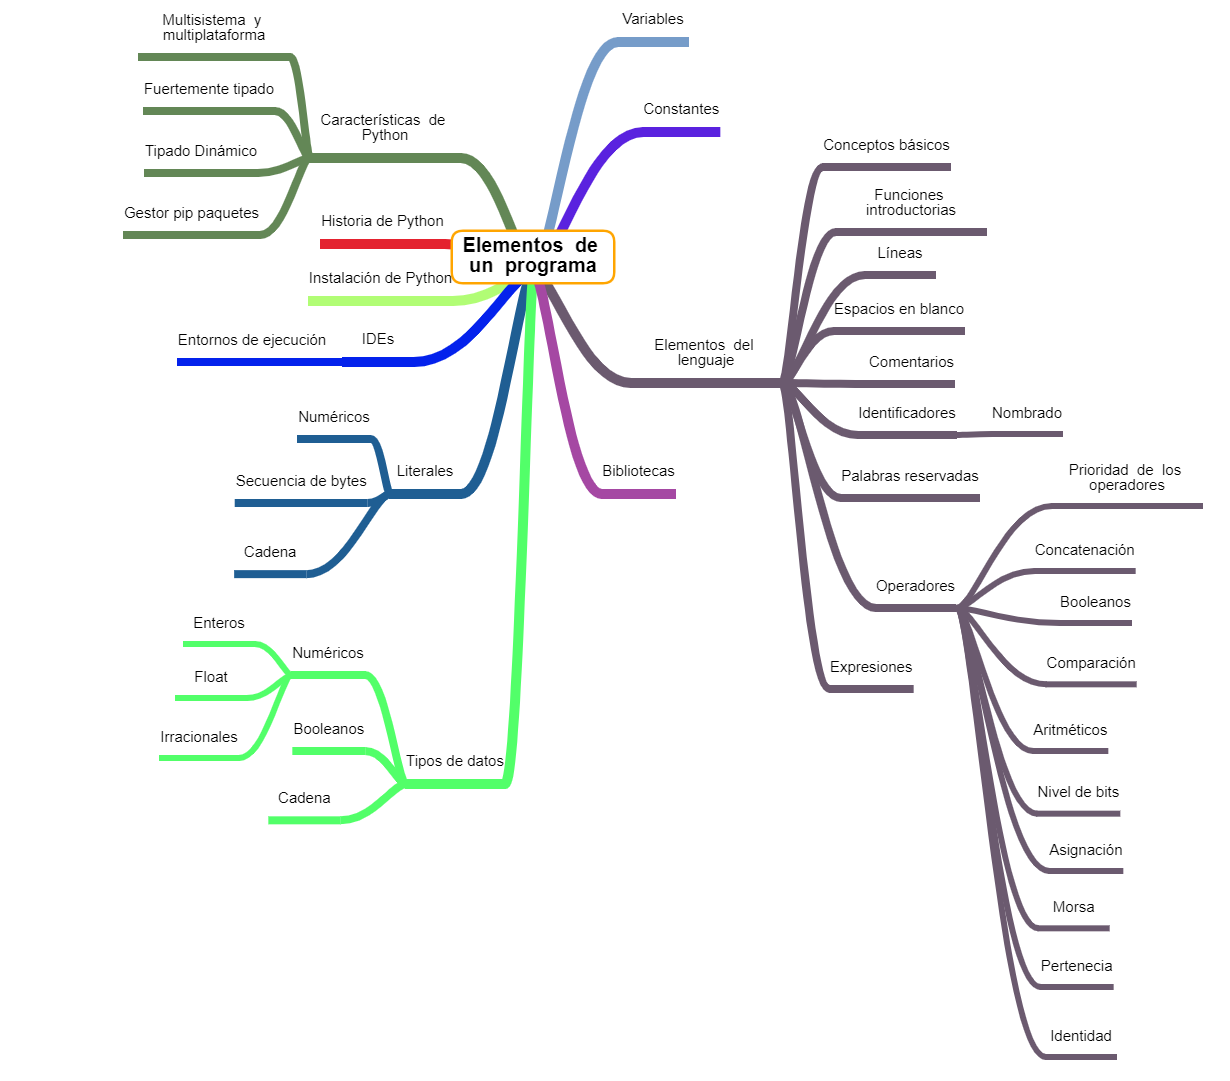 Elementos de
un programa
Variables
Constantes
Características de
Python
Multisistema y
multiplataforma
Fuertemente tipado
Tipado Dinámico
Gestor pip paquetes
Historia de Python
Instalación de Python
IDEs
Entornos de ejecución
Literales
Numéricos
Secuencia de bytes
Cadena
Tipos de datos
Numéricos
Enteros
Float
Irracionales
Booleanos
Cadena
Bibliotecas
Elementos del
lenguaje
Conceptos básicos
Funciones
introductorias
Líneas
Espacios en blanco
Comentarios
Identificadores
Nombrado
Palabras reservadas
Operadores
Prioridad de los
operadores
Concatenación
Booleanos
Comparación
Aritméticos
Nivel de bits
Asignación
Morsa
Pertenecia
Identidad
Expresiones